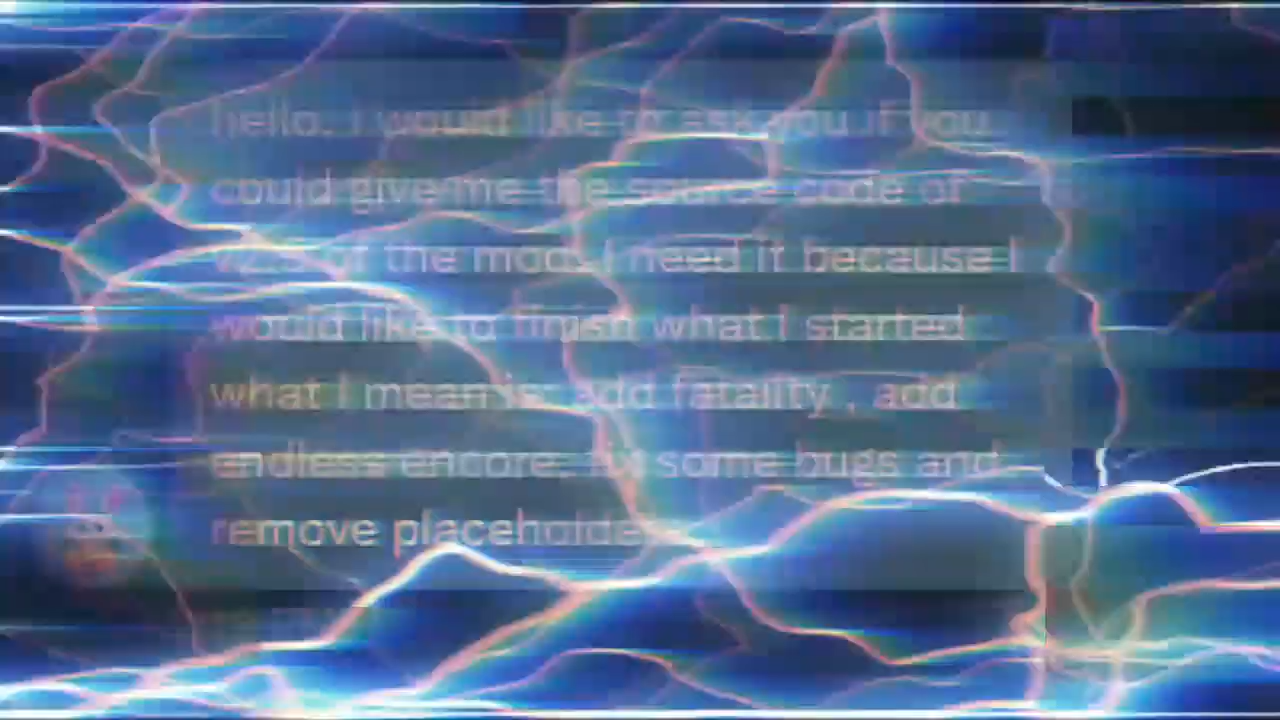 hello. I would like to ask you if you
could give me the source code of
of the mod. I need it because I
would like to finish what I started
what I mean is: add fatality , add
endless encore, some bugs and
remove